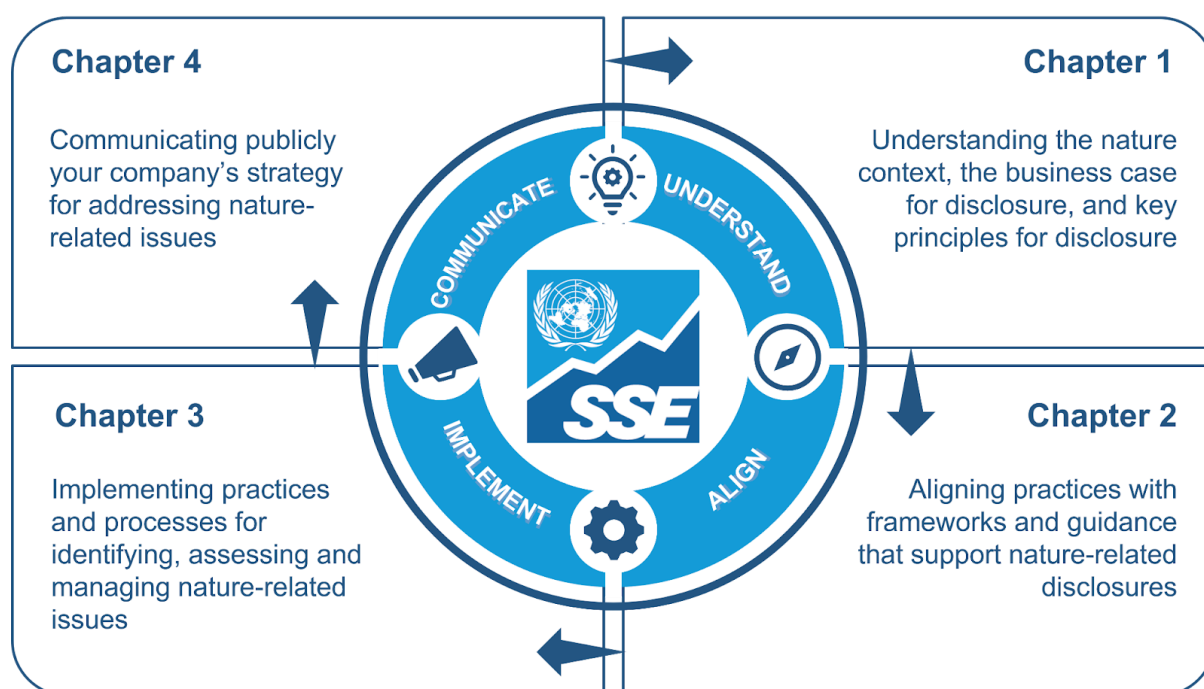 Chapter 4
Communicating publicly
your company's strategy
for addressing nature-
related issues
Chapter 1
Understanding the nature
context, the business case
for disclosure, and key
principles for disclosure
COMMUNICATE
UNDERSTAND
SSE
IMPLEMENT
ALIGN
Chapter 3
Implementing practices
and processes for
identifying, assessing and
managing nature-related
issues
Chapter 2
Aligning practices with
frameworks and guidance
that support nature-related
disclosures